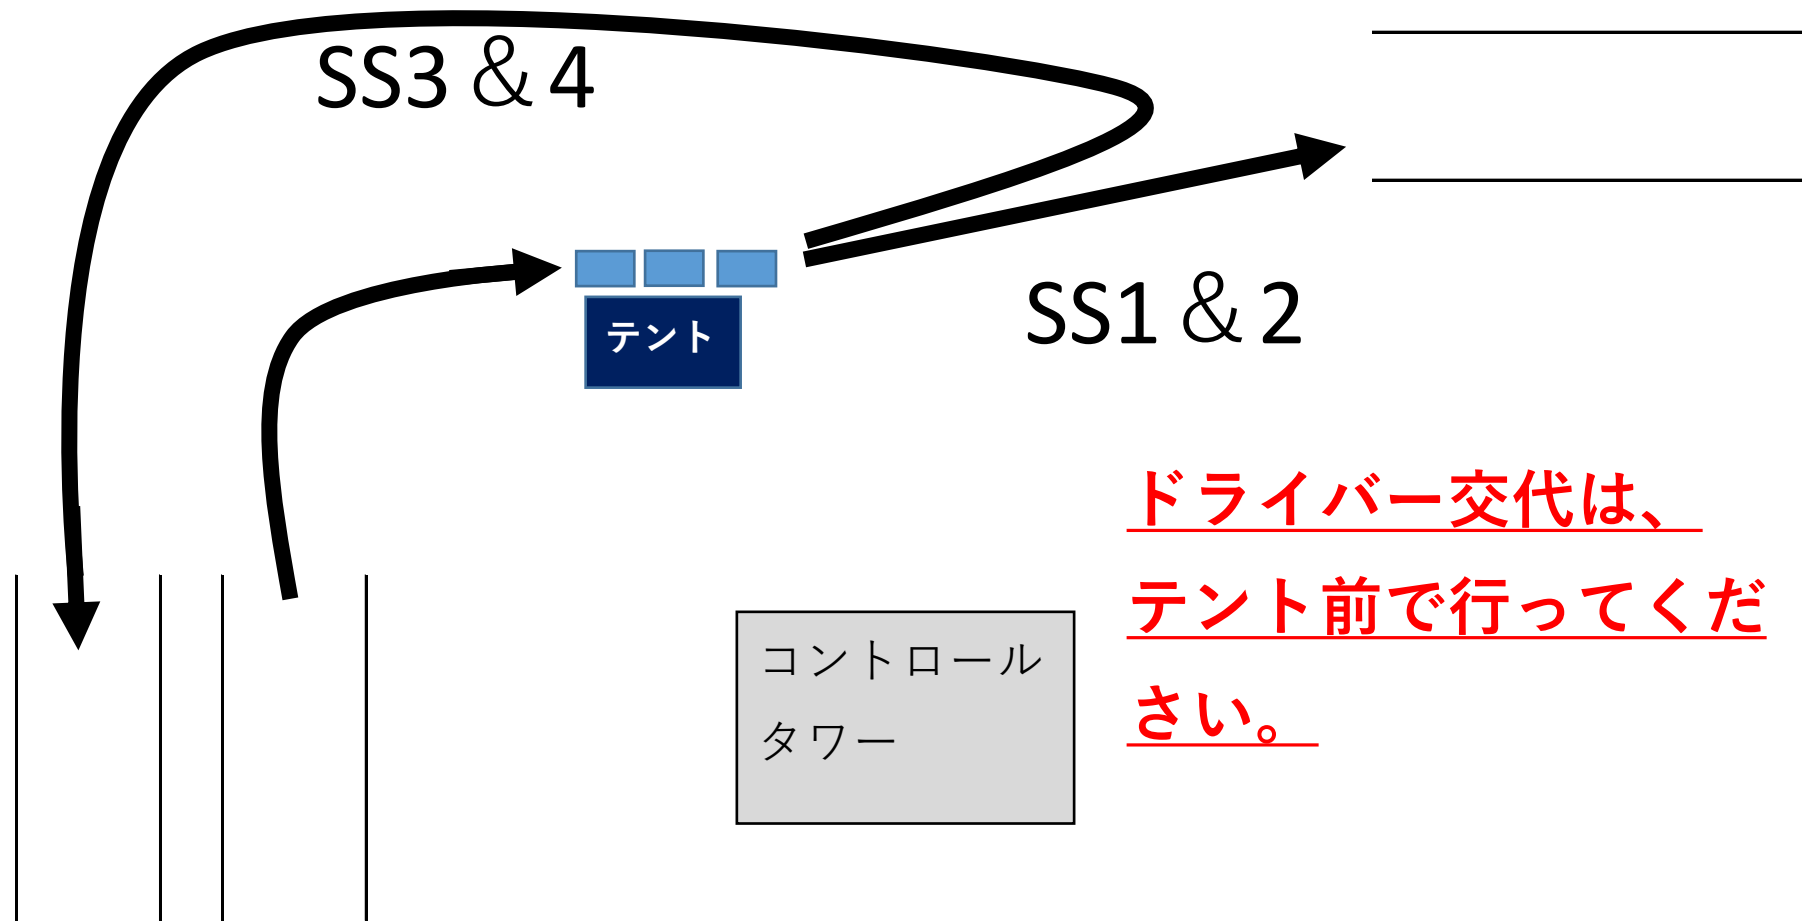 SS3＆4
テント
SS1＆2
ドライバー交代は、
テント前で行ってくだ
さい。
コントロール
タワー